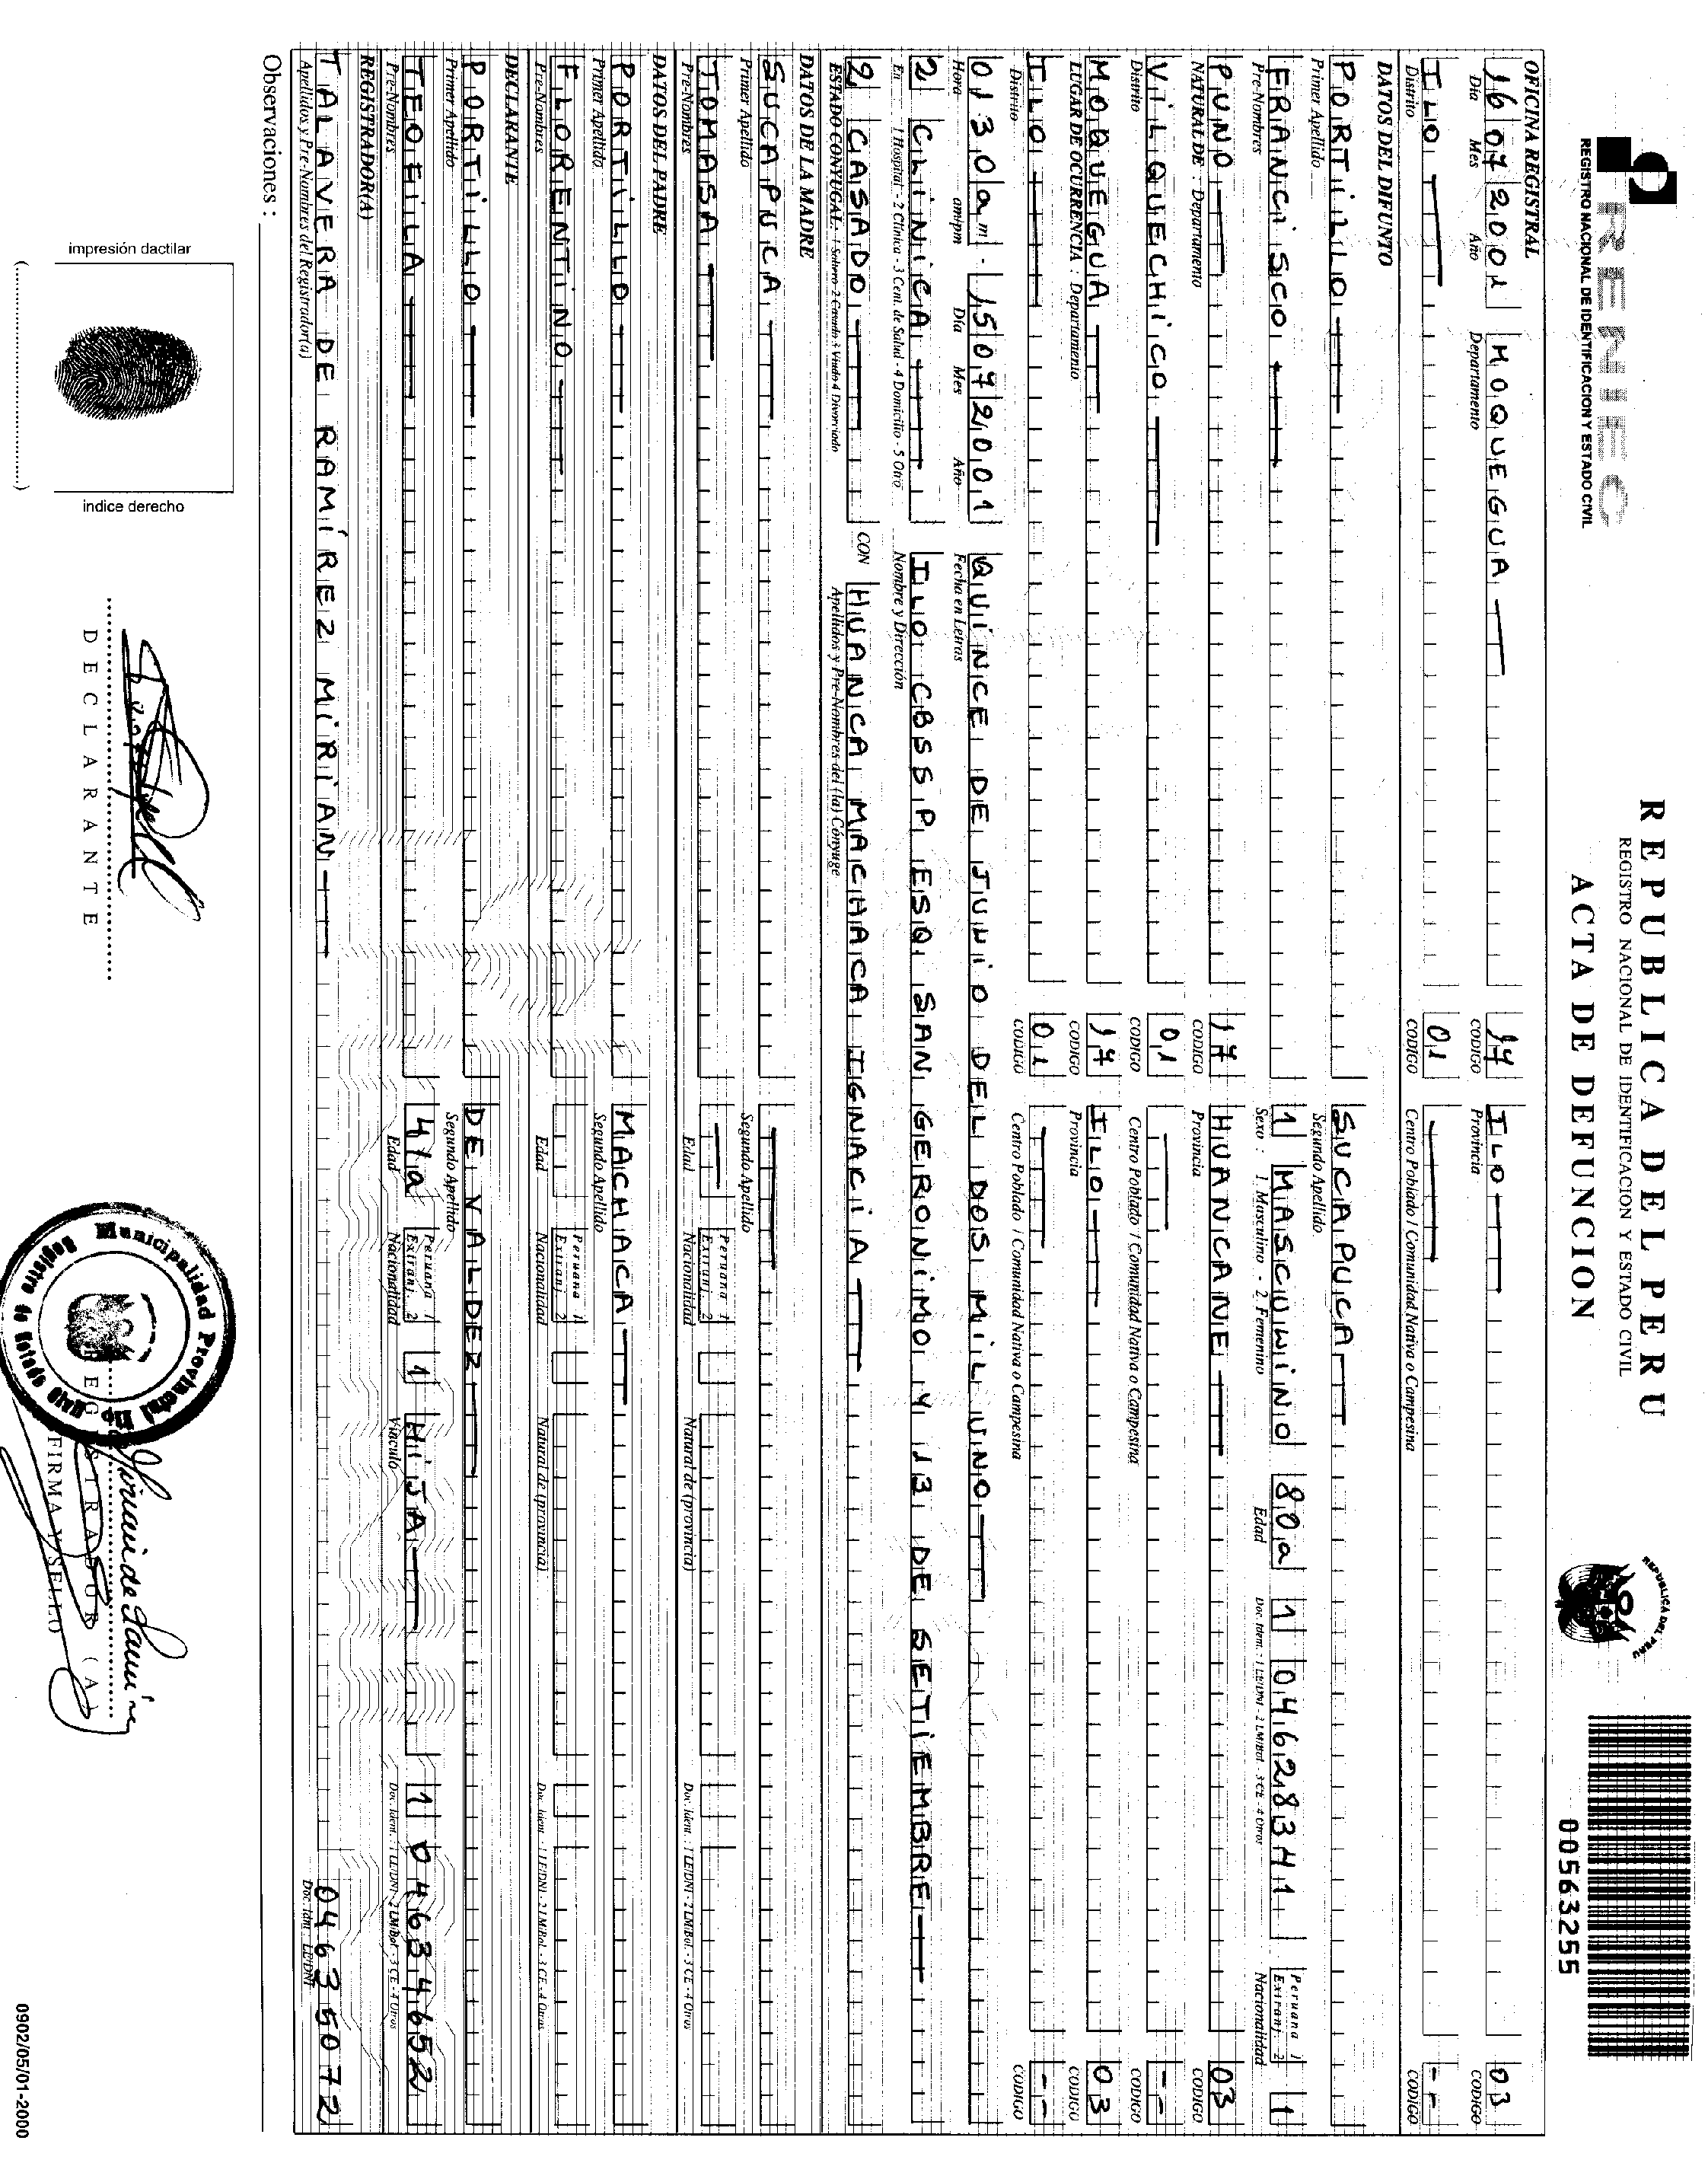 RENIEC
REGISTRO NACIONAL DE IDENTIFICACION Y ESTADO CIVIL
REPUBLICA DEL PERU
REGISTRO NACIONAL DE IDENTIFICACION Y ESTADO CIVIL
ACTA DE DEFUNCION
REPUBLICA DEL PERU
00563255
OFICINA REGISTRAL
16 07 2001 MOQUEGUA 17 ILO 03
Día Mes Año Departamento CODIGO Provincia CODIGO
ILO 01 --
Distrito CODIGO Centro Poblado / Comunidad Nativa o Campesina CODIGO
DATOS DEL DIFUNTO
PORTILLO SUCAPUCA
Primer Apellido Segundo Apellido
FRANCISCO 1 MASCULINO 80a 1 04628341 Peruana 1 Extranj. 2 1
Pre-Nombres Sexo: 1 Masculino - 2 Femenino Edad Doc. Ident. : 1 LE/DNI - 2 LM/Bol. - 3 CE - 4 Otros Nacionalidad
PUNO 17 HUANCANE 03
NATURAL DE : Departamento CODIGO Provincia CODIGO
VILQUECHICO 01 --
Distrito CODIGO Centro Poblado / Comunidad Nativa o Campesina CODIGO
MOQUEGUA 17 ILO 03
LUGAR DE OCURRENCIA : Departamento CODIGO Provincia CODIGO
ILO 01 --
Distrito CODIGO Centro Poblado / Comunidad Nativa o Campesina CODIGO
0130am. 15072001 QUINCE DE JULIO DEL DOS MIL UNO
Hora am/pm Día Mes Año Fecha en Letras
2 CLINICA ILO CBSSP ESQ SAN GERONIMO Y 13 DE SETIEMBRE
En 1 Hospital - 2 Clínica - 3 Cent. de Salud - 4 Domicilio - 5 Otro Nombre y Dirección
2 CASADO CON HUANCA MACHACA IGNACIA
ESTADO CONYUGAL : 1 Soltero 2 Casado 3 Viudo 4 Divorciado Apellidos y Pre-Nombres del (la) Cónyuge
DATOS DE LA MADRE
SUCAPUCA
Primer Apellido Segundo Apellido
TOMASA Peruana 1 Extranj. 2
Pre-Nombres Edad Nacionalidad Natural de (provincia) Doc. Ident. : 1 LE/DNI - 2 LM/Bol. - 3 CE - 4 Otros
DATOS DEL PADRE
PORTILLO MACHACA
Primer Apellido Segundo Apellido
FLORENTINO Peruana 1 Extranj. 2
Pre-Nombres Edad Nacionalidad Natural de (provincia) Doc. Ident. : 1 LE/DNI - 2 LM/Bol. - 3 CE - 4 Otros
DECLARANTE
PORTILLO DE VALDEZ
Primer Apellido Segundo Apellido
TEOFILA 41a Peruana 1 Extranj. 2 1 HIJA 1 04634652
Pre-Nombres Edad Nacionalidad Vínculo Doc. Ident. : 1 LE/DNI - 2 LM/Bol. - 3 CE - 4 Otros
REGISTRADOR(A)
TALAVERA DE RAMÍREZ MIRIAN 04635072
Apellidos y Pre-Nombres del Registrador(a) Doc. Ident. : LE/DNI
Observaciones :
impresión dactilar
indice derecho
DECLARANTE
Municipalidad Provincial Ilo
Registro de Estado Civil
REGISTRADOR (A)
FIRMA Y SELLO
0902/05/01-2000